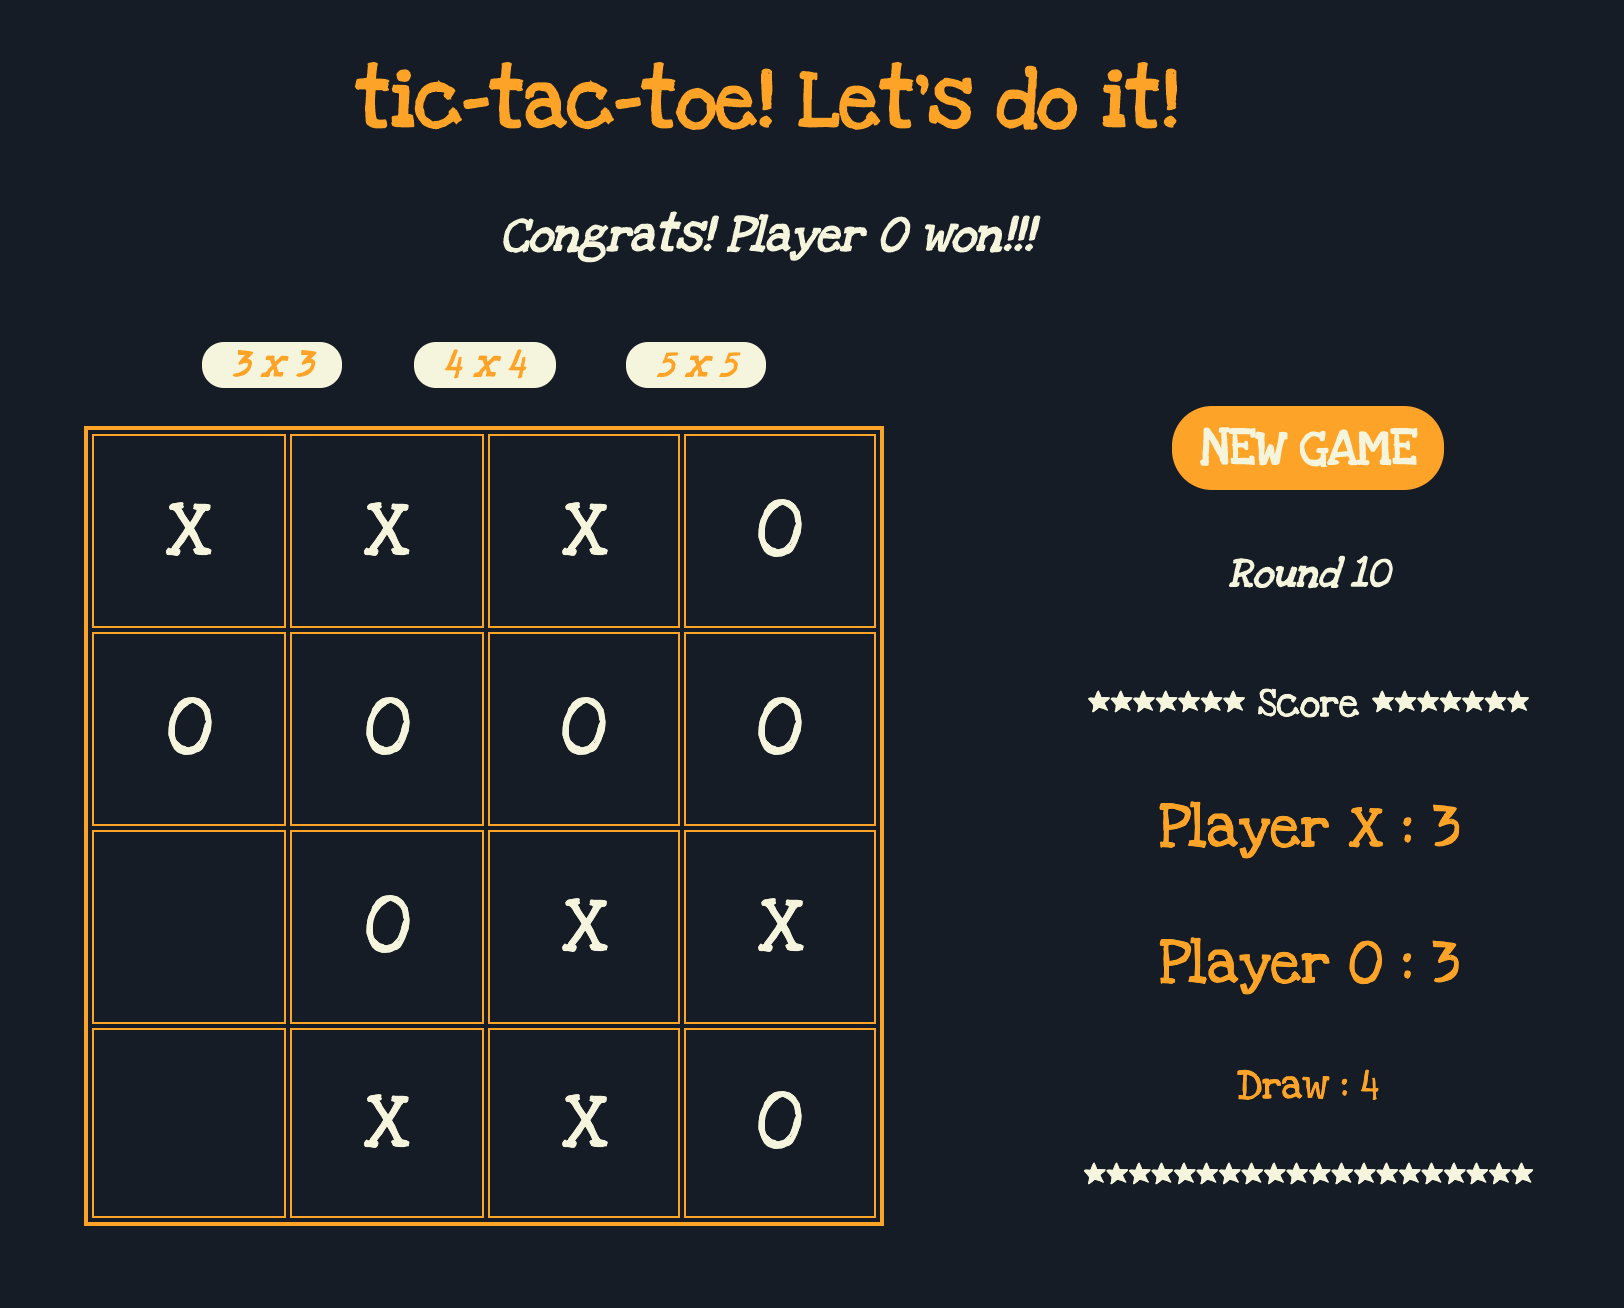 tic-tac-toe! Let's do it!
Congrats! Player O won!!!
3 x 3 4 x 4 5 x 5
NEW GAME
X X X O
Round 10
★★★★★★★ Score ★★★★★★★
O O O O
Player X : 3
O X X
Player O : 3
X X O
Draw : 4
★★★★★★★★★★★★★★★★★★★★